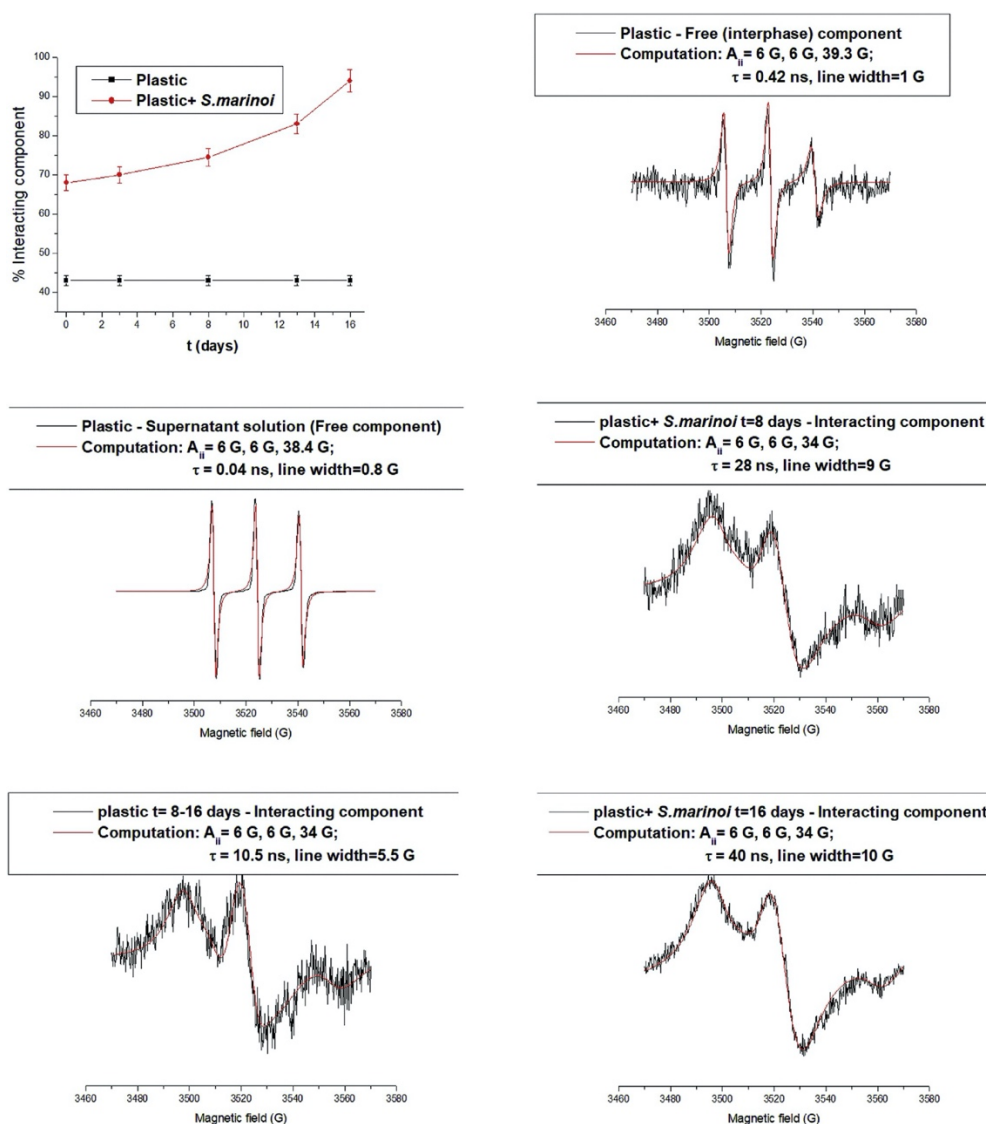 Plastic
Plastic+ S.marinoi
% Interacting component
100
90
80
70
60
50
40
0 2 4 6 8 10 12 14 16
t (days)
Plastic - Free (interphase) component
Computation: Aii= 6 G, 6 G, 39.3 G;
τ = 0.42 ns, line width=1 G
3460 3480 3500 3520 3540 3560 3580
Magnetic field (G)
Plastic - Supernatant solution (Free component)
Computation: Aii= 6 G, 6 G, 38.4 G;
τ = 0.04 ns, line width=0.8 G
3460 3480 3500 3520 3540 3560 3580
Magnetic field (G)
plastic+ S.marinoi t=8 days - Interacting component
Computation: Aii= 6 G, 6 G, 34 G;
τ = 28 ns, line width=9 G
3460 3480 3500 3520 3540 3560 3580
Magnetic field (G)
plastic t= 8-16 days - Interacting component
Computation: Aii= 6 G, 6 G, 34 G;
τ = 10.5 ns, line width=5.5 G
3460 3480 3500 3520 3540 3560 3580
Magnetic field (G)
plastic+ S.marinoi t=16 days - Interacting component
Computation: Aii= 6 G, 6 G, 34 G;
τ = 40 ns, line width=10 G
3460 3480 3500 3520 3540 3560 3580
Magnetic field (G)